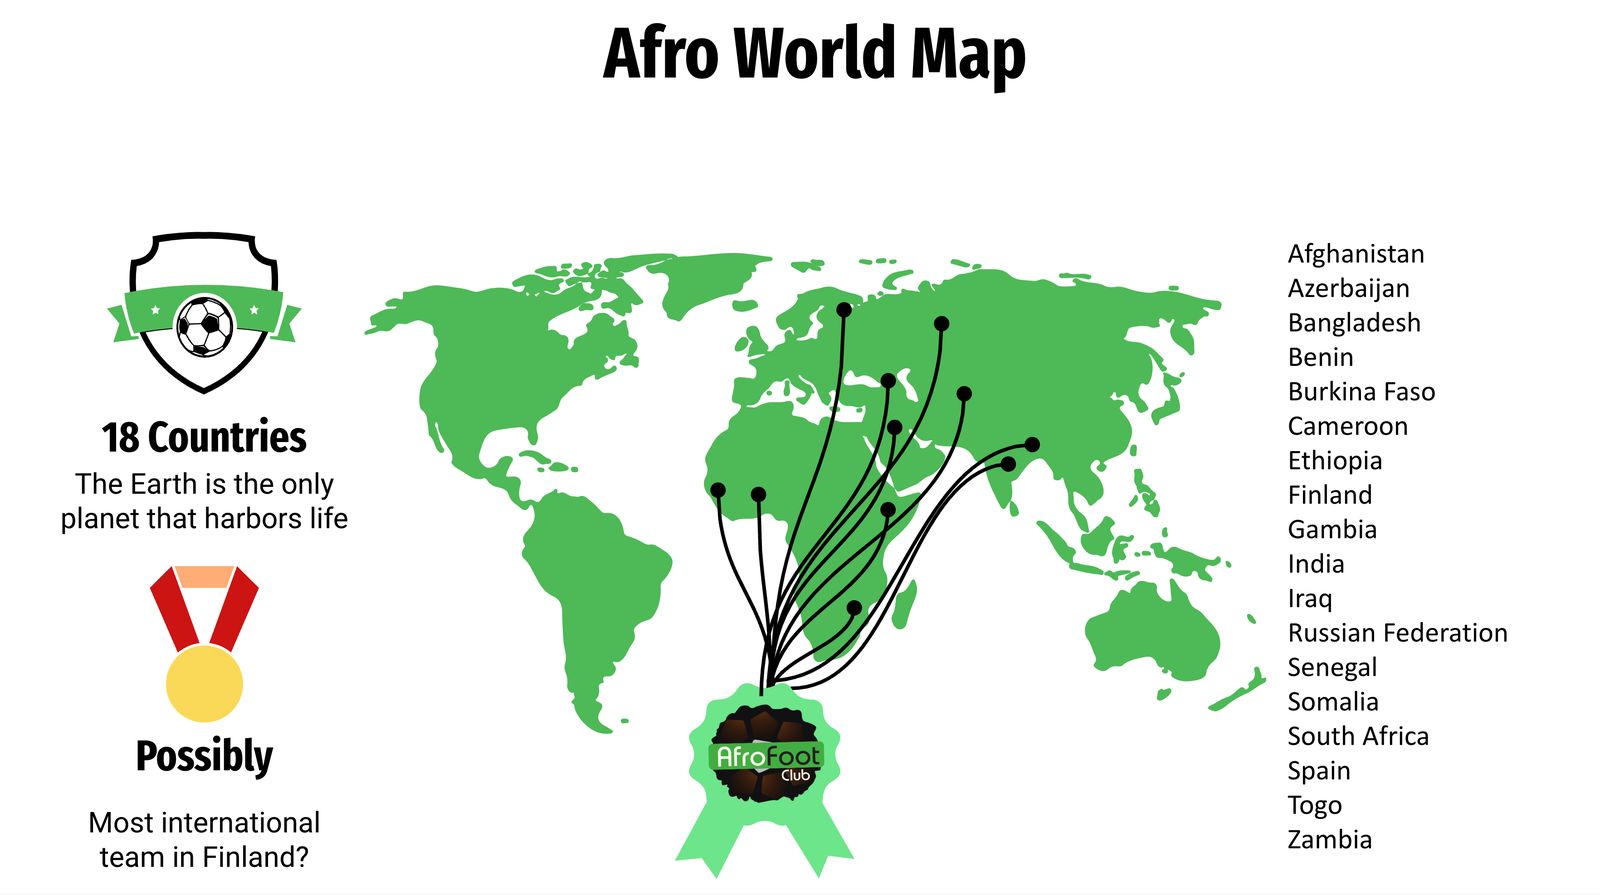 Afro World Map
18 Countries
The Earth is the only
planet that harbors life
Possibly
Most international
team in Finland?
AfroFoot
Club
Afghanistan
Azerbaijan
Bangladesh
Benin
Burkina Faso
Cameroon
Ethiopia
Finland
Gambia
India
Iraq
Russian Federation
Senegal
Somalia
South Africa
Spain
Togo
Zambia